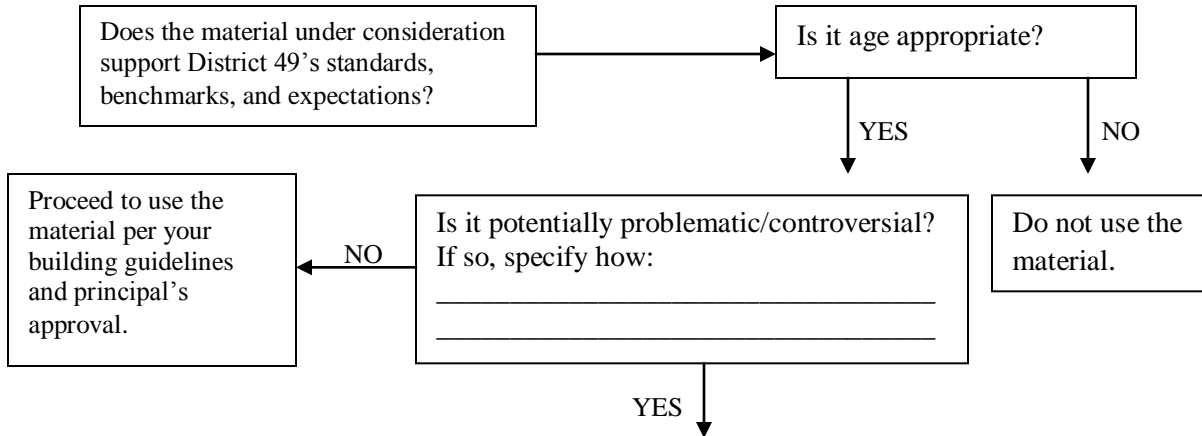 Does the material under consideration
support District 49’s standards,
benchmarks, and expectations?
Is it age appropriate?
YES
NO
Proceed to use the
material per your
building guidelines
and principal’s
approval.
NO
Is it potentially problematic/controversial?
If so, specify how:
Do not use the
material.
YES